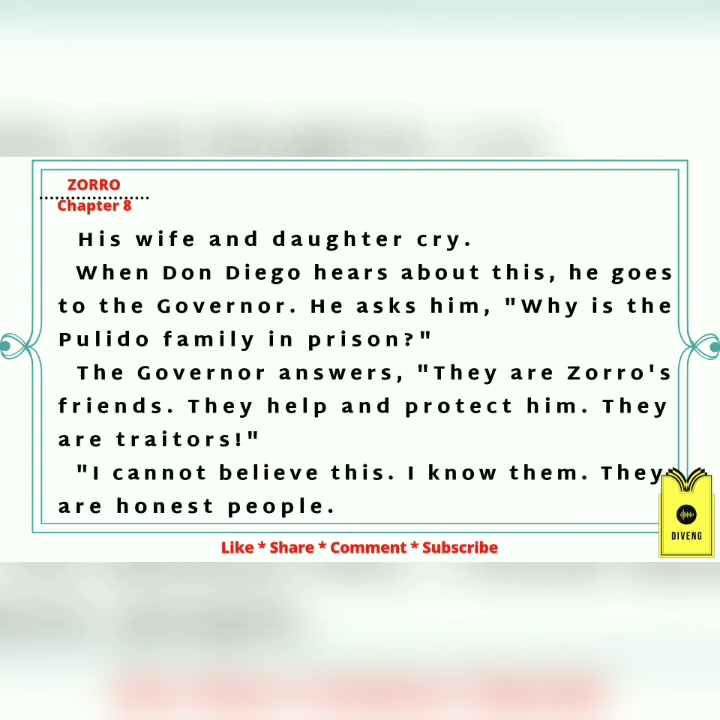 ZORRO
Chapter 8
His wife and daughter cry.
When Don Diego hears about this, he goes
to the Governor. He asks him, "Why is the
Pulido family in prison?"
The Governor answers, "They are Zorro's
friends. They help and protect him. They
are traitors!"
"I cannot believe this. I know them. They
are honest people.
DIVENG
Like * Share * Comment * Subscribe